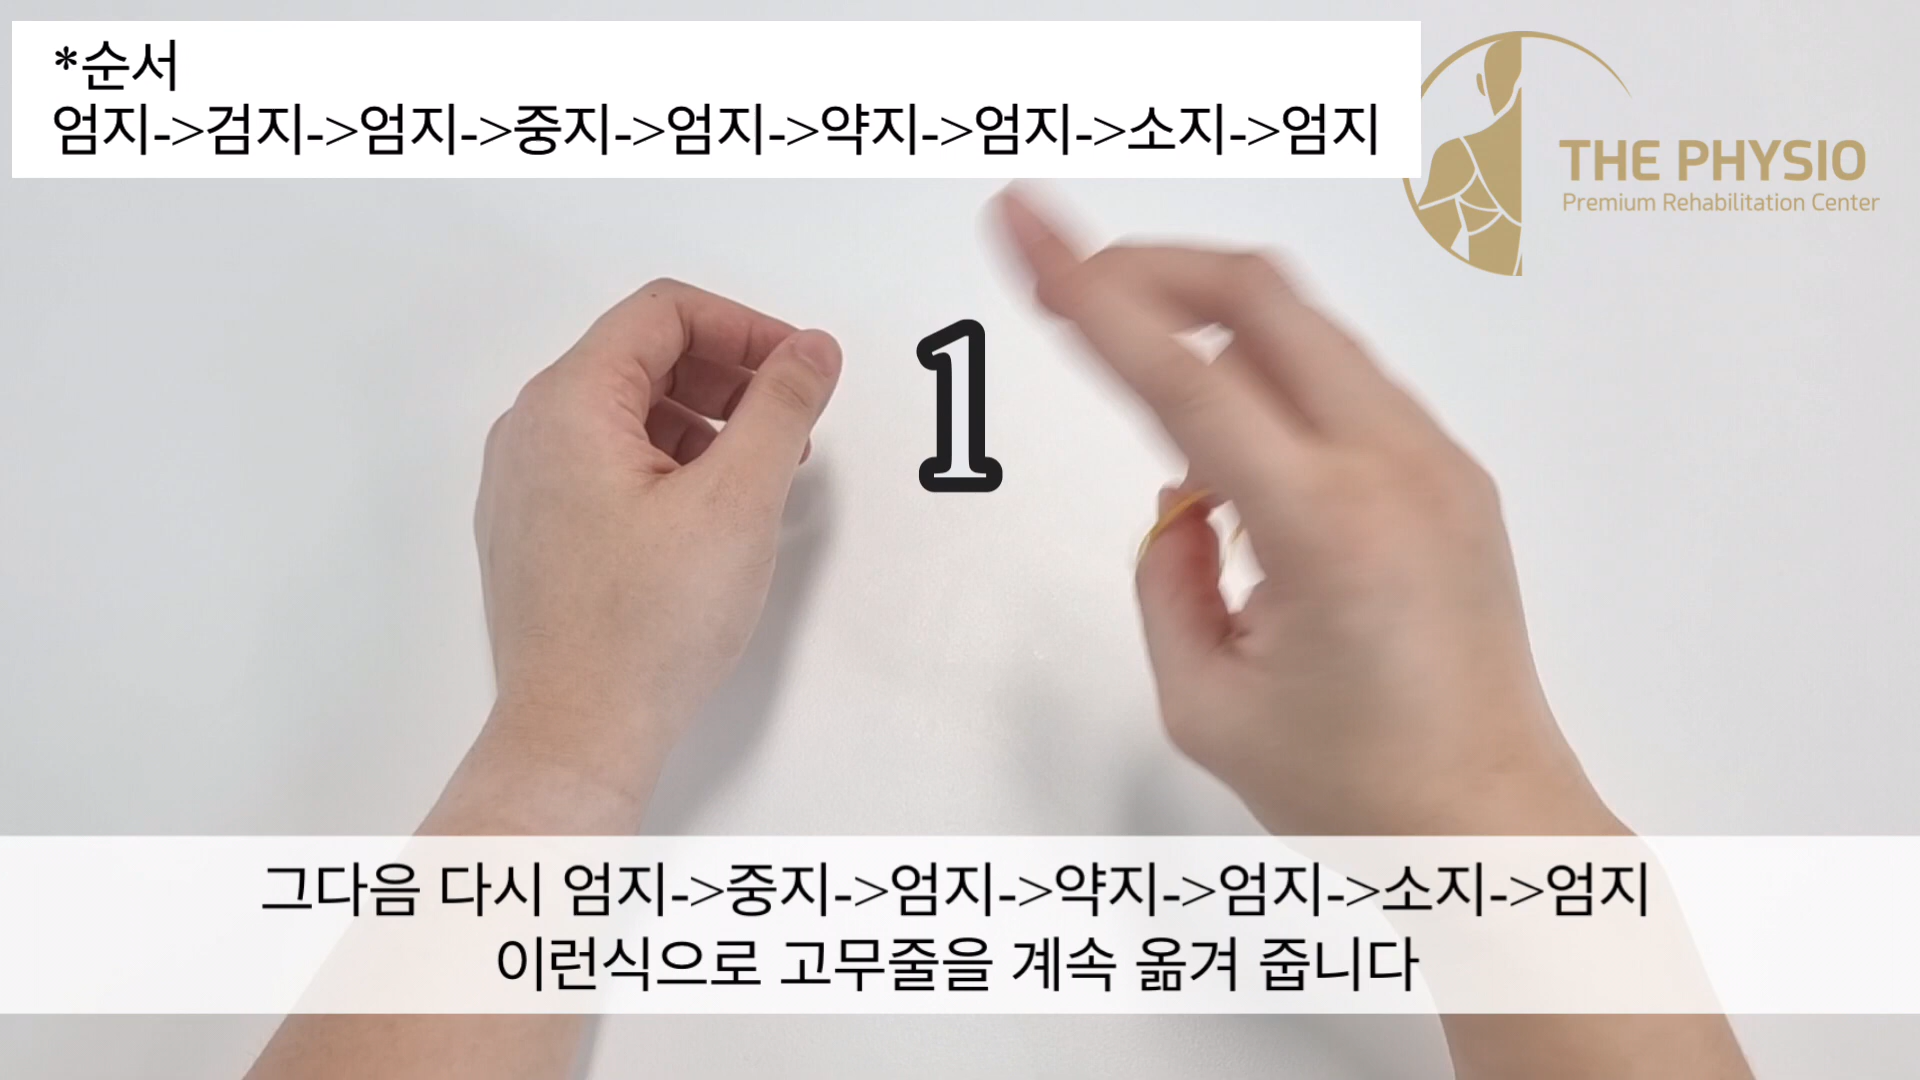 *순서
엄지->검지->엄지->중지->엄지->약지->엄지->소지->엄지
THE PHYSIO
Premium Rehabilitation Center
1
그다음 다시 엄지->중지->엄지->약지->엄지->소지->엄지
이런식으로 고무줄을 계속 옮겨 줍니다